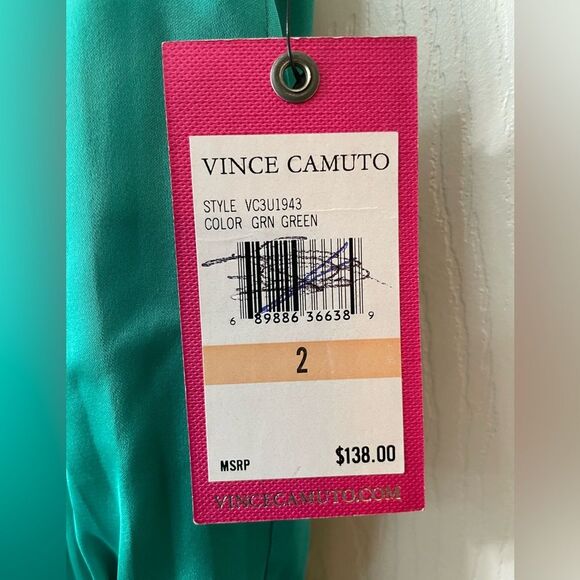 VINCE CAMUTO
STYLE VC3U1943
COLOR GRN GREEN
6 89886 36638 9
2
MSRP $138.00
VINCECAMUTO.COM